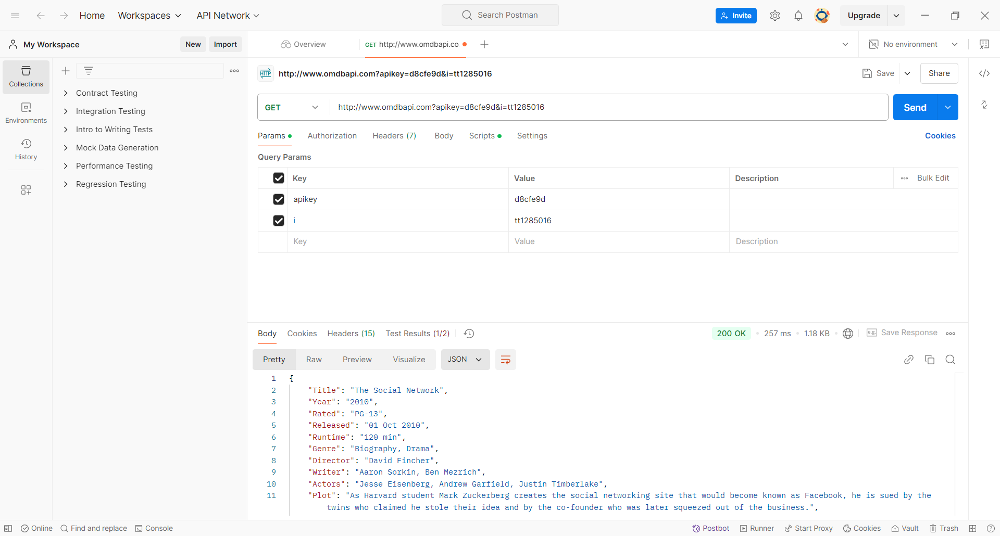 Home Workspaces API Network Search Postman Invite Upgrade
My Workspace New Import Overview GET http://www.omdbapi.co No environment
Collections
Environments
History
Contract Testing
Integration Testing
Intro to Writing Tests
Mock Data Generation
Performance Testing
Regression Testing
HTTP http://www.omdbapi.com?apikey=d8cfe9d&i=tt1285016 Save Share
GET http://www.omdbapi.com?apikey=d8cfe9d&i=tt1285016 Send
Params Authorization Headers (7) Body Scripts Settings Cookies
Query Params
Key Value Description Bulk Edit
apikey d8cfe9d
i tt1285016
Key Value Description
Body Cookies Headers (15) Test Results (1/2) 200 OK 257 ms 1.18 KB e.g. Save Response
Pretty Raw Preview Visualize JSON
1 {
2 "Title": "The Social Network",
3 "Year": "2010",
4 "Rated": "PG-13",
5 "Released": "01 Oct 2010",
6 "Runtime": "120 min",
7 "Genre": "Biography, Drama",
8 "Director": "David Fincher",
9 "Writer": "Aaron Sorkin, Ben Mezrich",
10 "Actors": "Jesse Eisenberg, Andrew Garfield, Justin Timberlake",
11 "Plot": "As Harvard student Mark Zuckerberg creates the social networking site that would become known as Facebook, he is sued by the
twins who claimed he stole their idea and by the co-founder who was later squeezed out of the business.",
Online Find and replace Console Postbot Runner Start Proxy Cookies Vault Trash